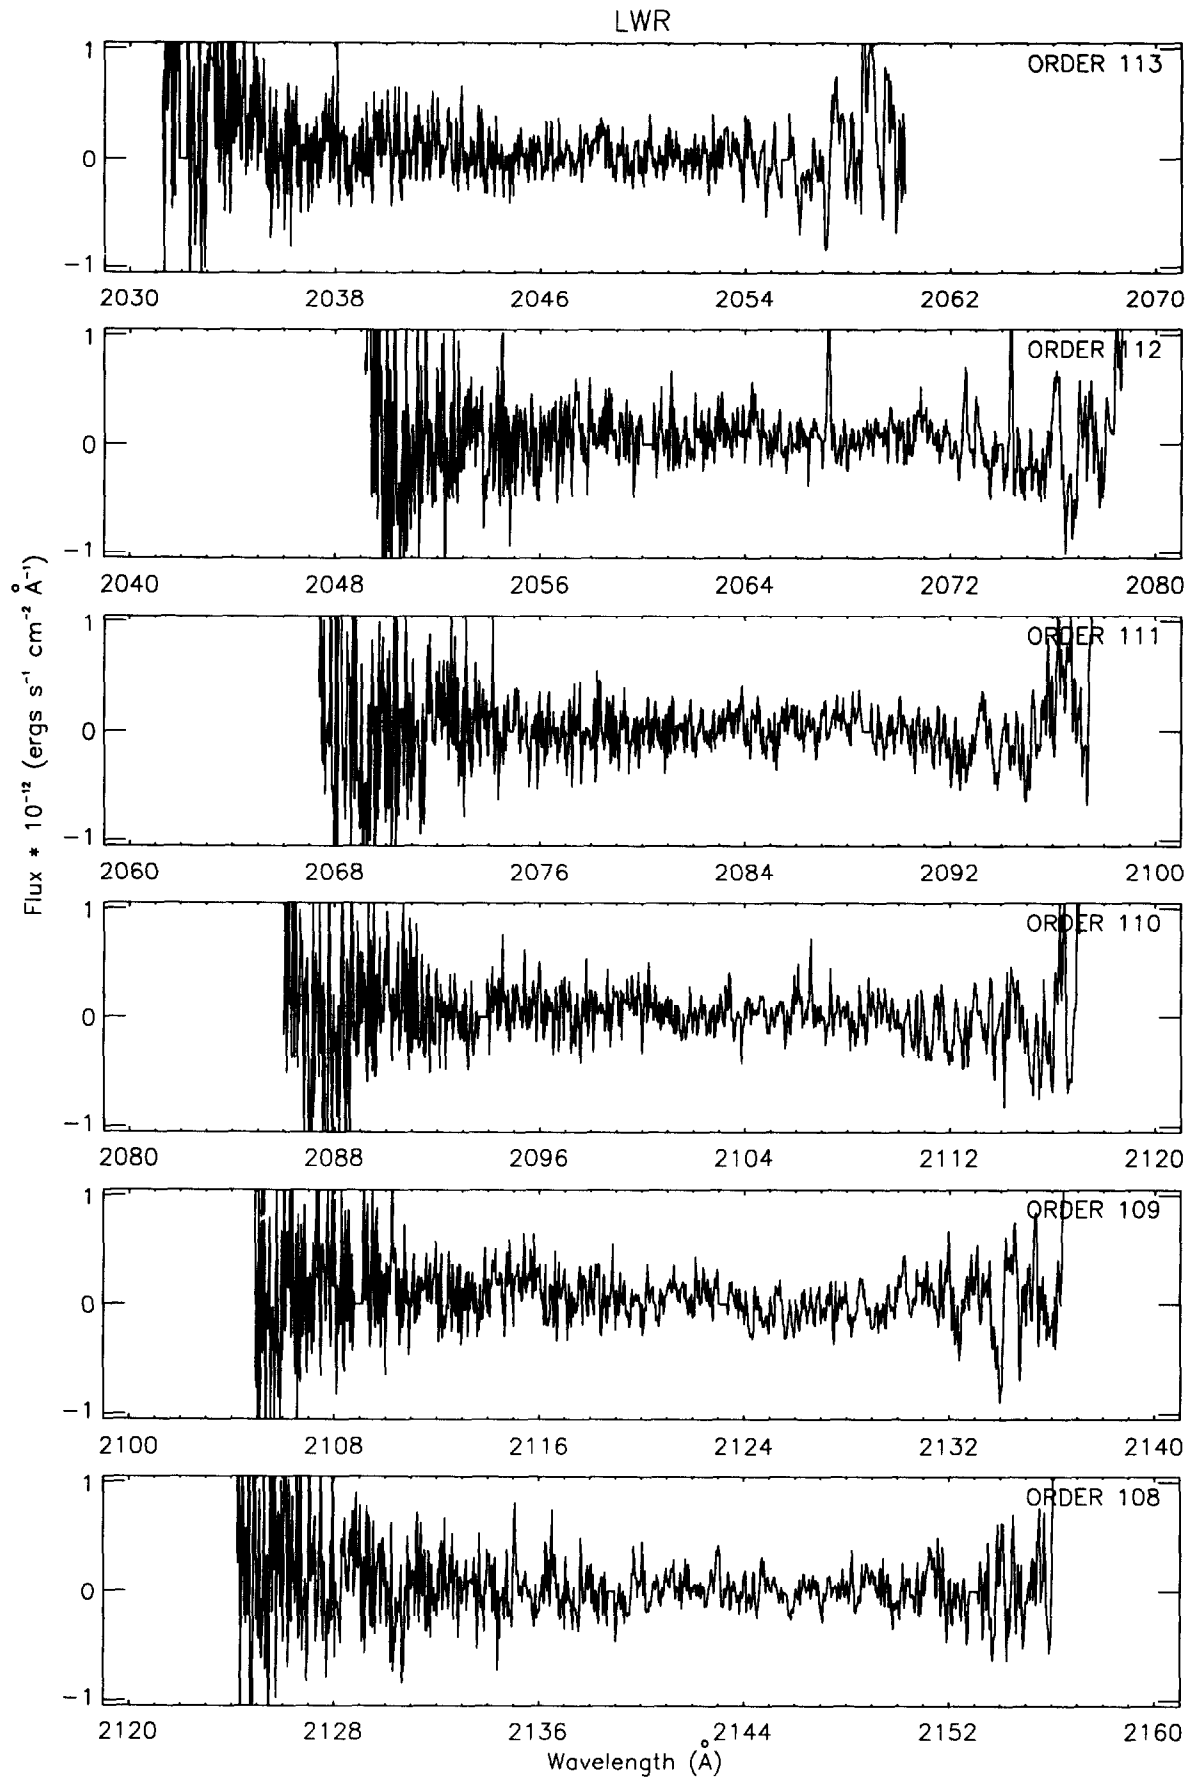 LWR
Flux * 10⁻¹² (ergs s⁻¹ cm⁻² Å⁻¹)
ORDER 113
1
0
−1
2030 2038 2046 2054 2062 2070
ORDER 112
1
0
−1
2040 2048 2056 2064 2072 2080
ORDER 111
1
0
−1
2060 2068 2076 2084 2092 2100
ORDER 110
1
0
−1
2080 2088 2096 2104 2112 2120
ORDER 109
1
0
−1
2100 2108 2116 2124 2132 2140
ORDER 108
1
0
−1
2120 2128 2136 2144 2152 2160
Wavelength (Å)